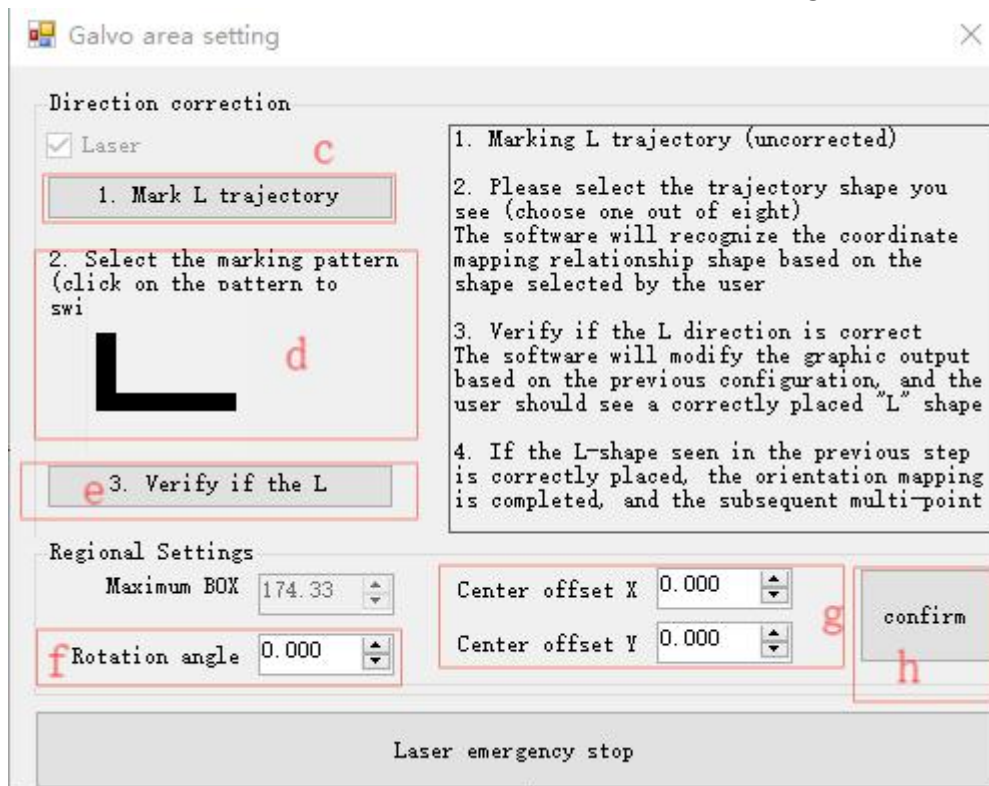 Galvo area setting
Direction correction
Laser
c
1. Mark L trajectory
2. Select the marking pattern
(click on the pattern to
swi
d
e
3. Verify if the L
1. Marking L trajectory (uncorrected)
2. Please select the trajectory shape you
see (choose one out of eight)
The software will recognize the coordinate
mapping relationship shape based on the
shape selected by the user
3. Verify if the L direction is correct
The software will modify the graphic output
based on the previous configuration, and the
user should see a correctly placed "L" shape
4. If the L-shape seen in the previous step
is correctly placed, the orientation mapping
is completed, and the subsequent multi-point
Regional Settings
Maximum BOX 174.33
f Rotation angle 0.000
Center offset X 0.000
Center offset Y 0.000
g
confirm
h
Laser emergency stop